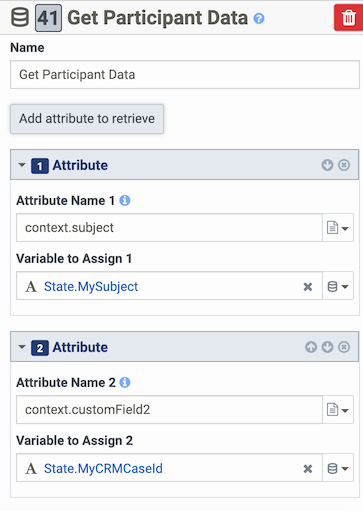 41 Get Participant Data ?
Name
Get Participant Data
Add attribute to retrieve
1 Attribute
Attribute Name 1 i
context.subject
Variable to Assign 1
A State.MySubject
2 Attribute
Attribute Name 2 i
context.customField2
Variable to Assign 2
A State.MyCRMCaseId